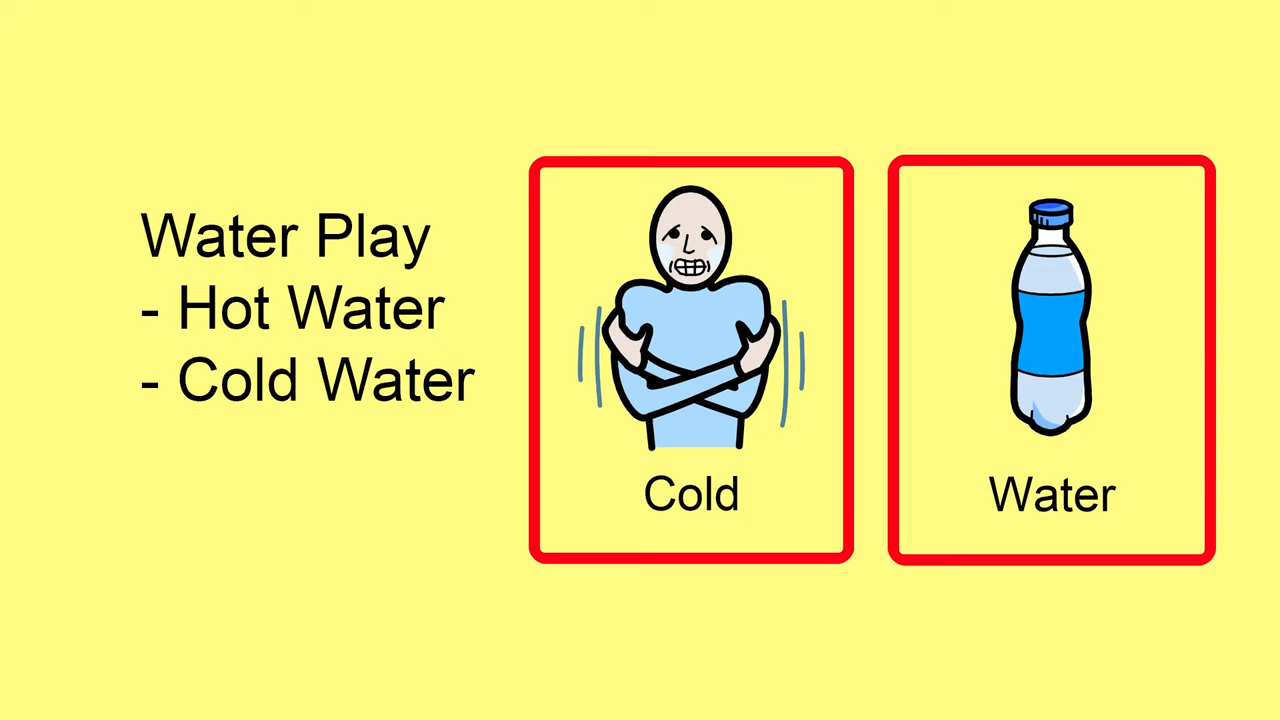 Water Play
- Hot Water
- Cold Water
Cold
Water